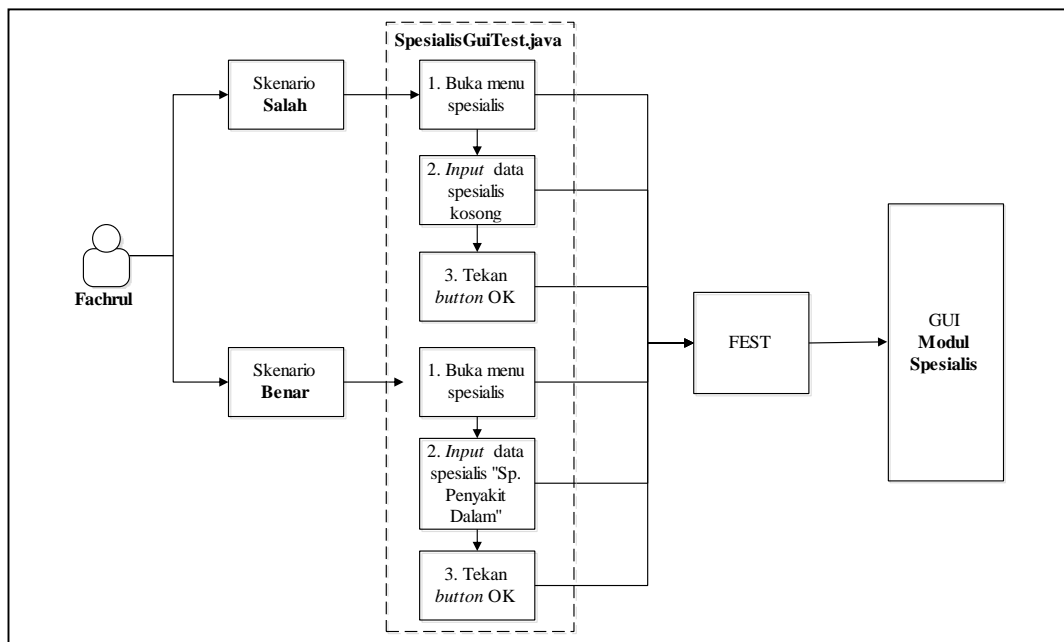 SpesialisGuiTest.java
Skenario
Salah
1. Buka menu
spesialis
2. Input data
spesialis
kosong
3. Tekan
button OK
Fachrul
Skenario
Benar
1. Buka menu
spesialis
2. Input data
spesialis "Sp.
Penyakit
Dalam"
3. Tekan
button OK
FEST
GUI
Modul
Spesialis